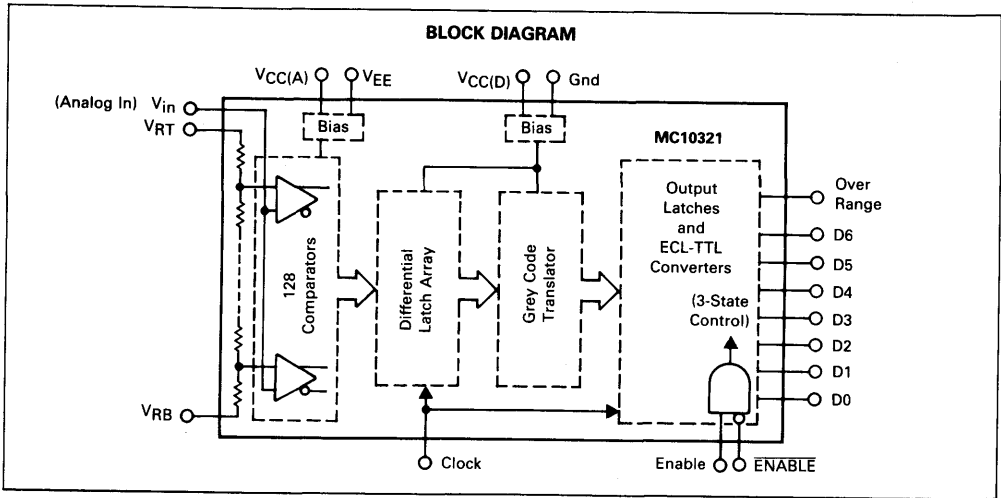 BLOCK DIAGRAM
VCC(A)
VEE
VCC(D)
Gnd
(Analog In) Vin
VRT
Bias
Bias
MC10321
128
Comparators
Differential
Latch Array
Grey Code
Translator
Output
Latches
and
ECL-TTL
Converters
(3-State
Control)
Over
Range
D6
D5
D4
D3
D2
D1
D0
VRB
Clock
Enable
ENABLE